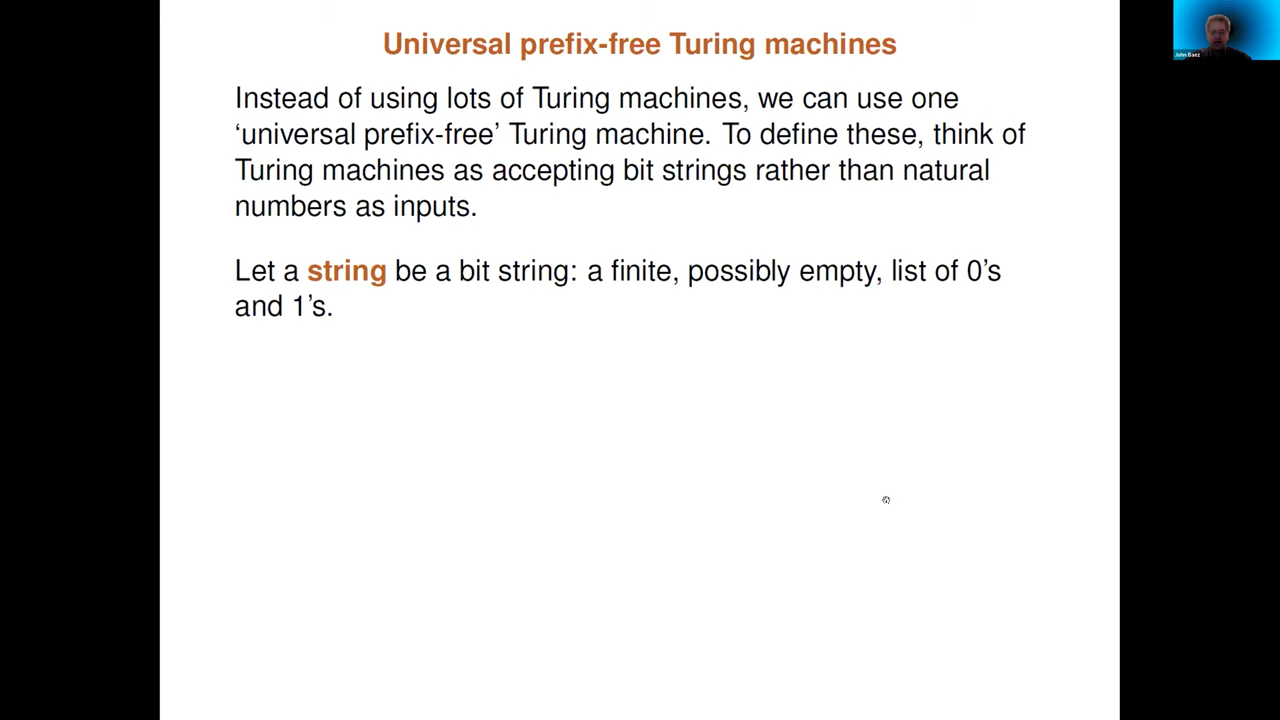 Universal prefix-free Turing machines
Instead of using lots of Turing machines, we can use one
‘universal prefix-free’ Turing machine. To define these, think of
Turing machines as accepting bit strings rather than natural
numbers as inputs.
Let a string be a bit string: a finite, possibly empty, list of 0’s
and 1’s.
John Baez